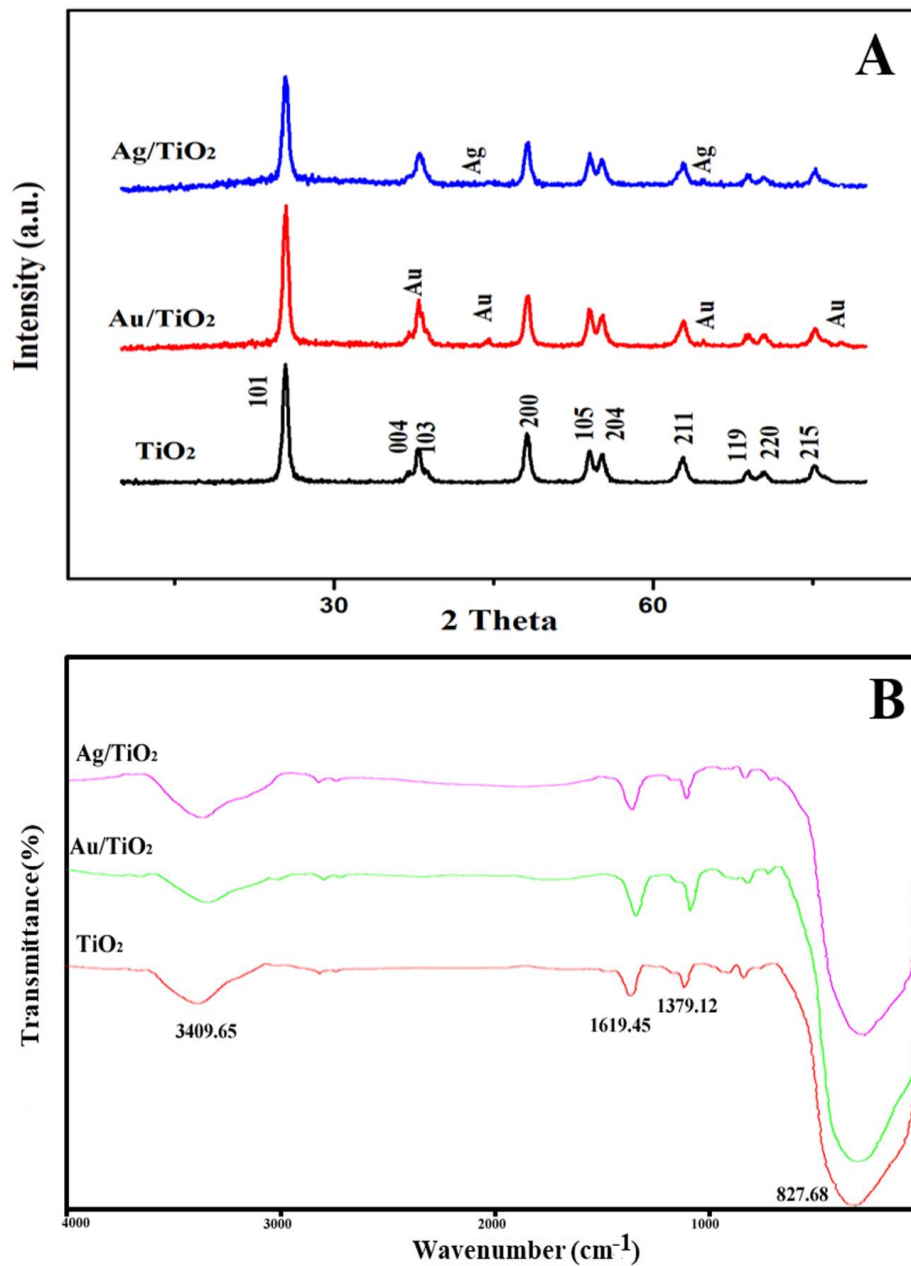 A
Intensity (a.u.)
Ag/TiO₂
Ag
Ag
Au/TiO₂
Au
Au
Au
Au
TiO₂
101
004
103
200
105
204
211
119
220
215
30
60
2 Theta
B
Transmittance(%)
Ag/TiO₂
Au/TiO₂
TiO₂
3409.65
1619.45
1379.12
827.68
4000
3000
2000
1000
Wavenumber (cm⁻¹)